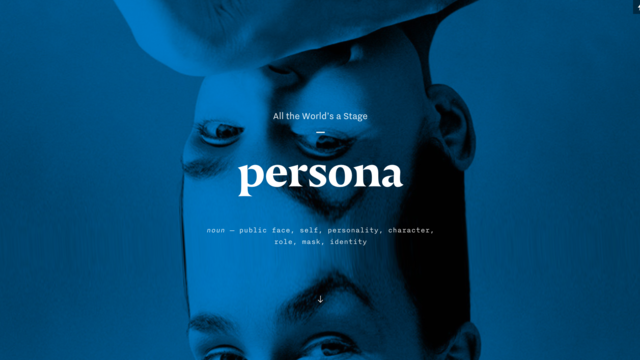 All the World's a Stage
—
persona
noun — public face, self, personality, character,
role, mask, identity
↓